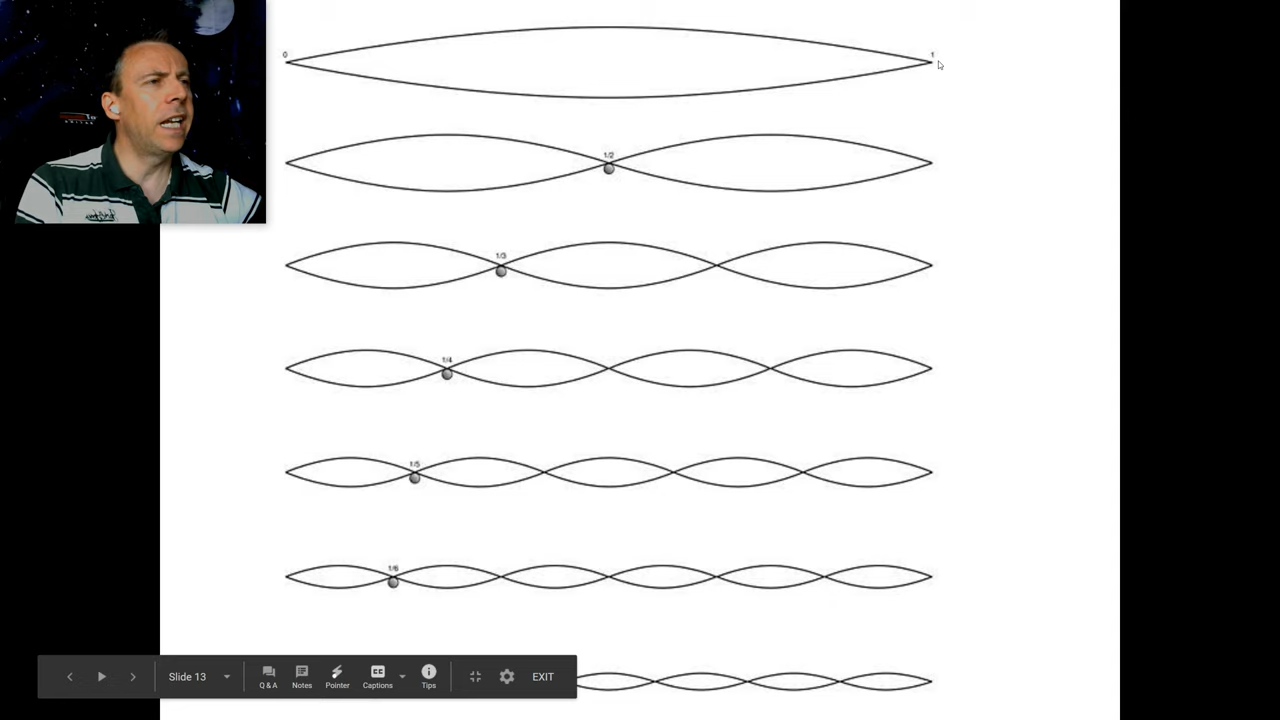 0
1
1/2
1/3
1/4
1/5
1/6
Slide 13
Q & A
Notes
Pointer
CC
Captions
Tips
EXIT